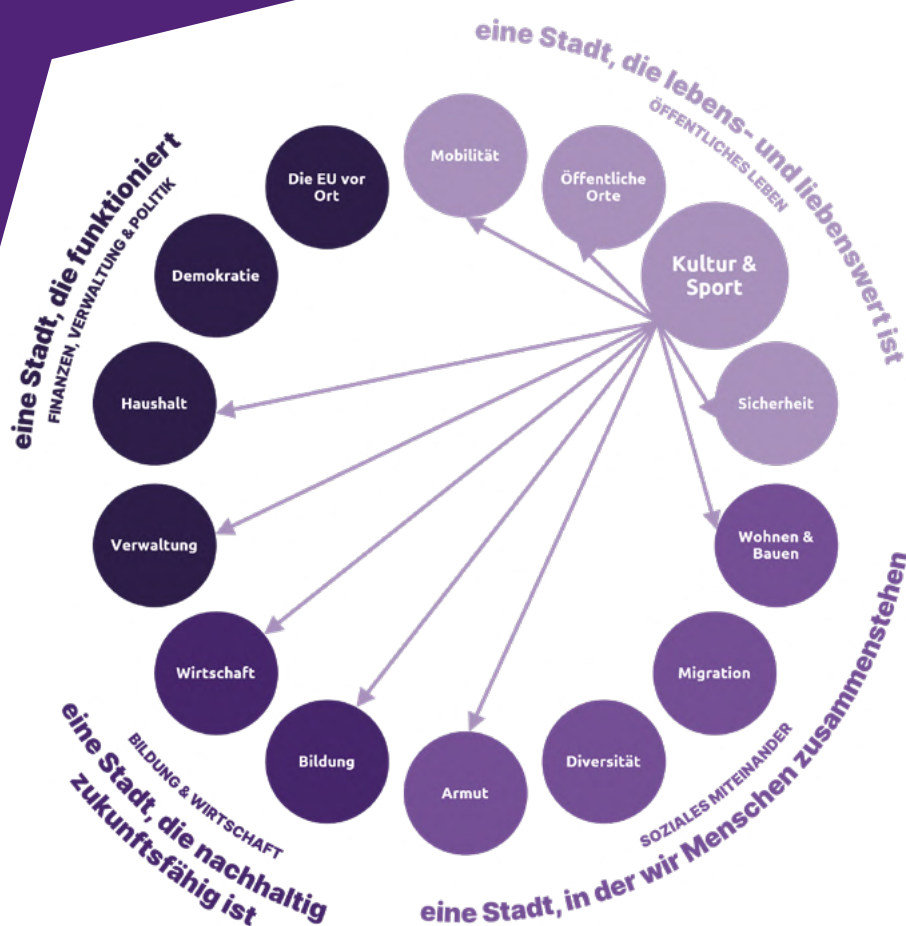 eine Stadt, die lebens- und liebenswert ist
ÖFFENTLICHES LEBEN
Mobilität
Öffentliche
Orte
Kultur &
Sport
Sicherheit
eine Stadt, in der wir Menschen zusammenstehen
SOZIALES MITEINANDER
Wohnen &
Bauen
Migration
Diversität
Armut
eine Stadt, die nachhaltig
zukunftsfähig ist
BILDUNG & WIRTSCHAFT
Bildung
Wirtschaft
eine Stadt, die funktioniert
FINANZEN, VERWALTUNG & POLITIK
Verwaltung
Haushalt
Demokratie
Die EU vor
Ort